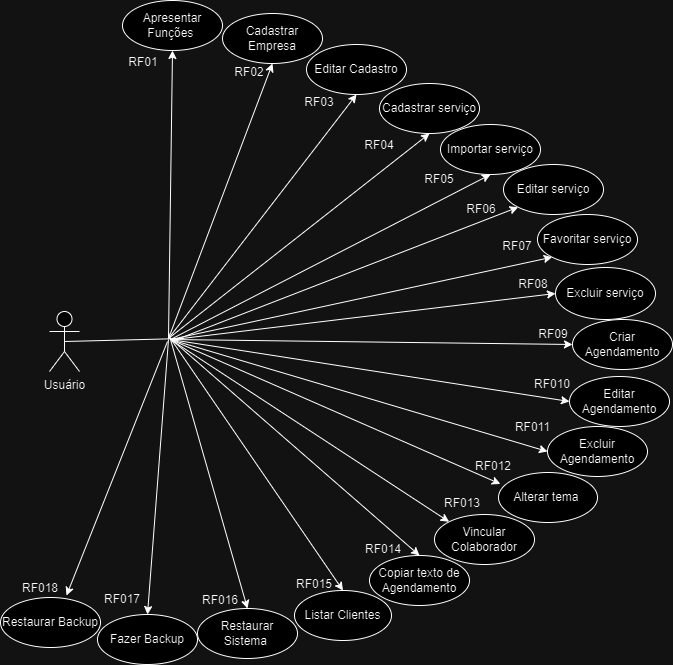 Apresentar
Funções
RF01
Cadastrar
Empresa
RF02
Editar Cadastro
RF03
Cadastrar serviço
RF04
Importar serviço
RF05
Editar serviço
RF06
Favoritar serviço
RF07
Excluir serviço
RF08
Criar
Agendamento
RF09
Usuário
Editar
Agendamento
RF010
Excluir
Agendamento
RF011
Alterar tema
RF012
Vincular
Colaborador
RF013
Copiar texto de
Agendamento
RF014
Listar Clientes
RF015
Restaurar
Sistema
RF016
Fazer Backup
RF017
Restaurar Backup
RF018